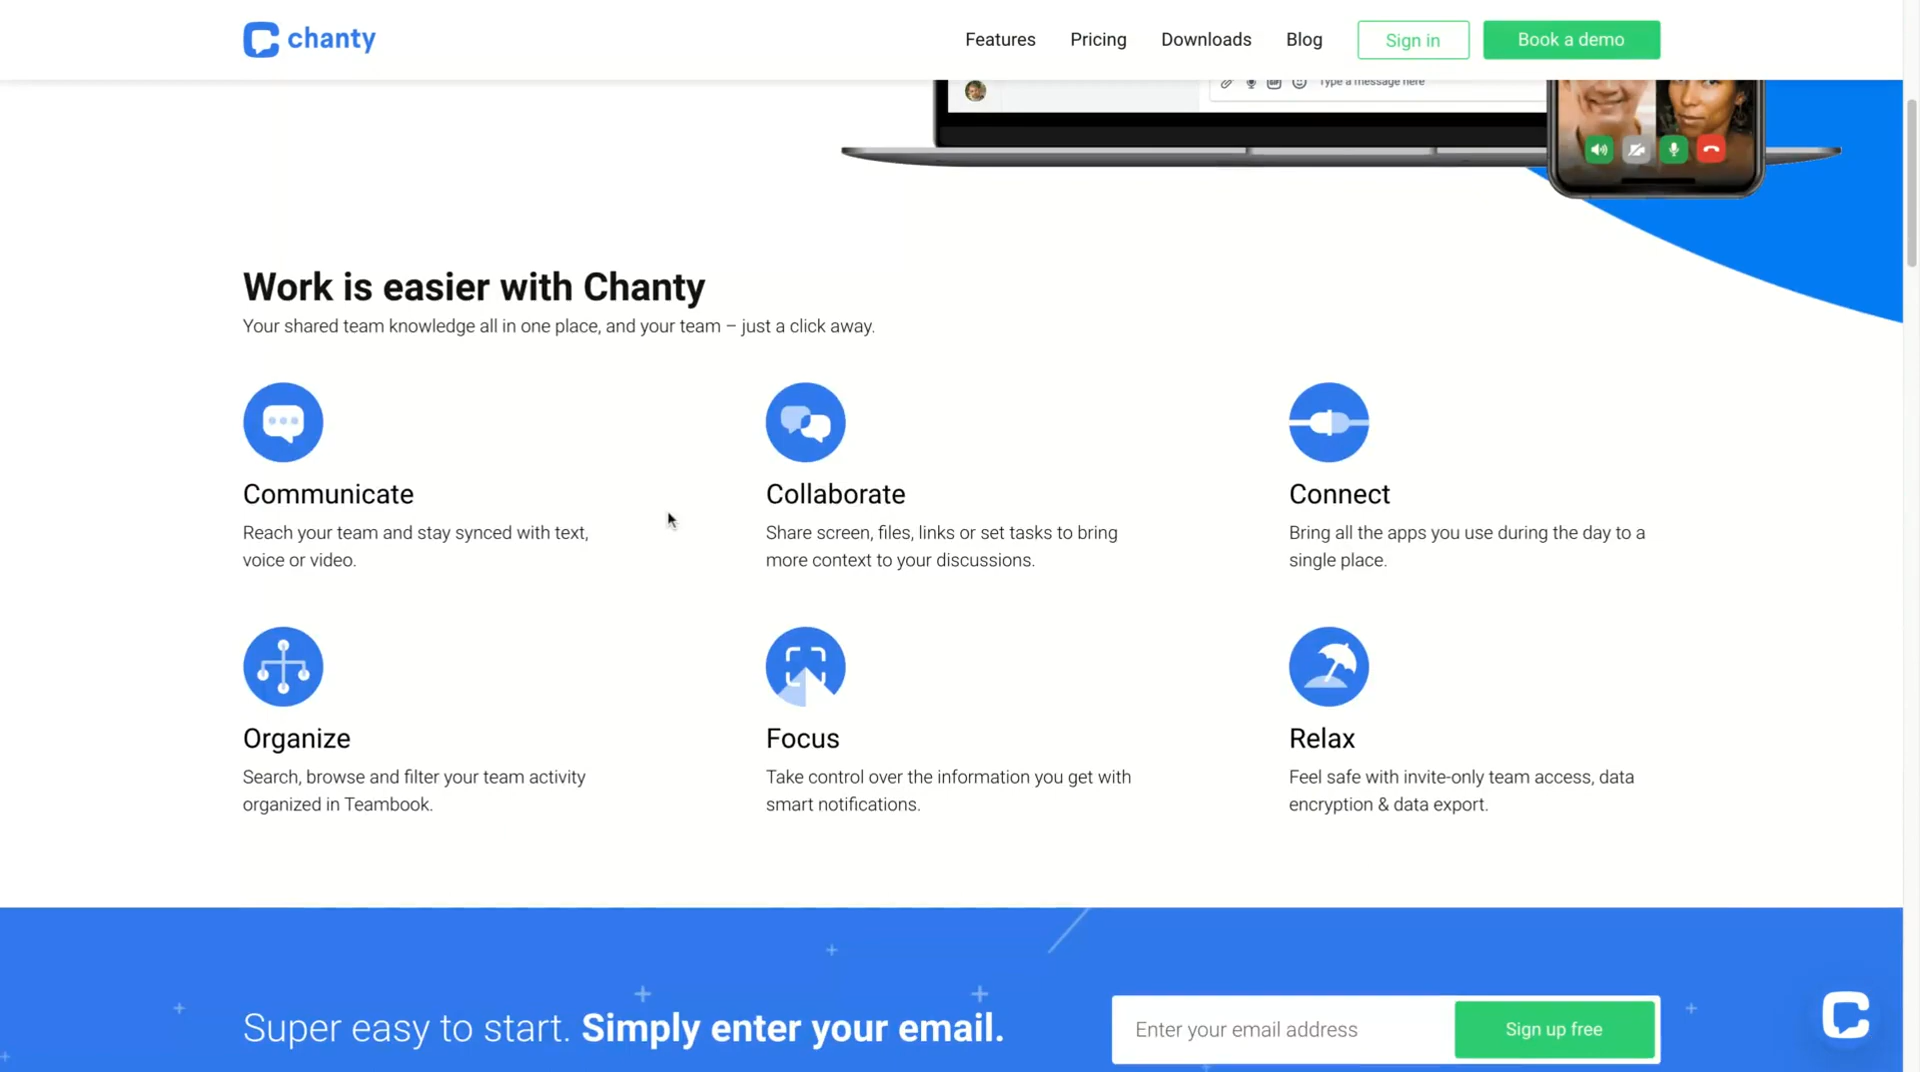 chanty
Features
Pricing
Downloads
Blog
Sign in
Book a demo
Type a message here
Work is easier with Chanty
Your shared team knowledge all in one place, and your team – just a click away.
Communicate
Reach your team and stay synced with text,
voice or video.
Collaborate
Share screen, files, links or set tasks to bring
more context to your discussions.
Connect
Bring all the apps you use during the day to a
single place.
Organize
Search, browse and filter your team activity
organized in Teambook.
Focus
Take control over the information you get with
smart notifications.
Relax
Feel safe with invite-only team access, data
encryption & data export.
Super easy to start. Simply enter your email.
Enter your email address
Sign up free